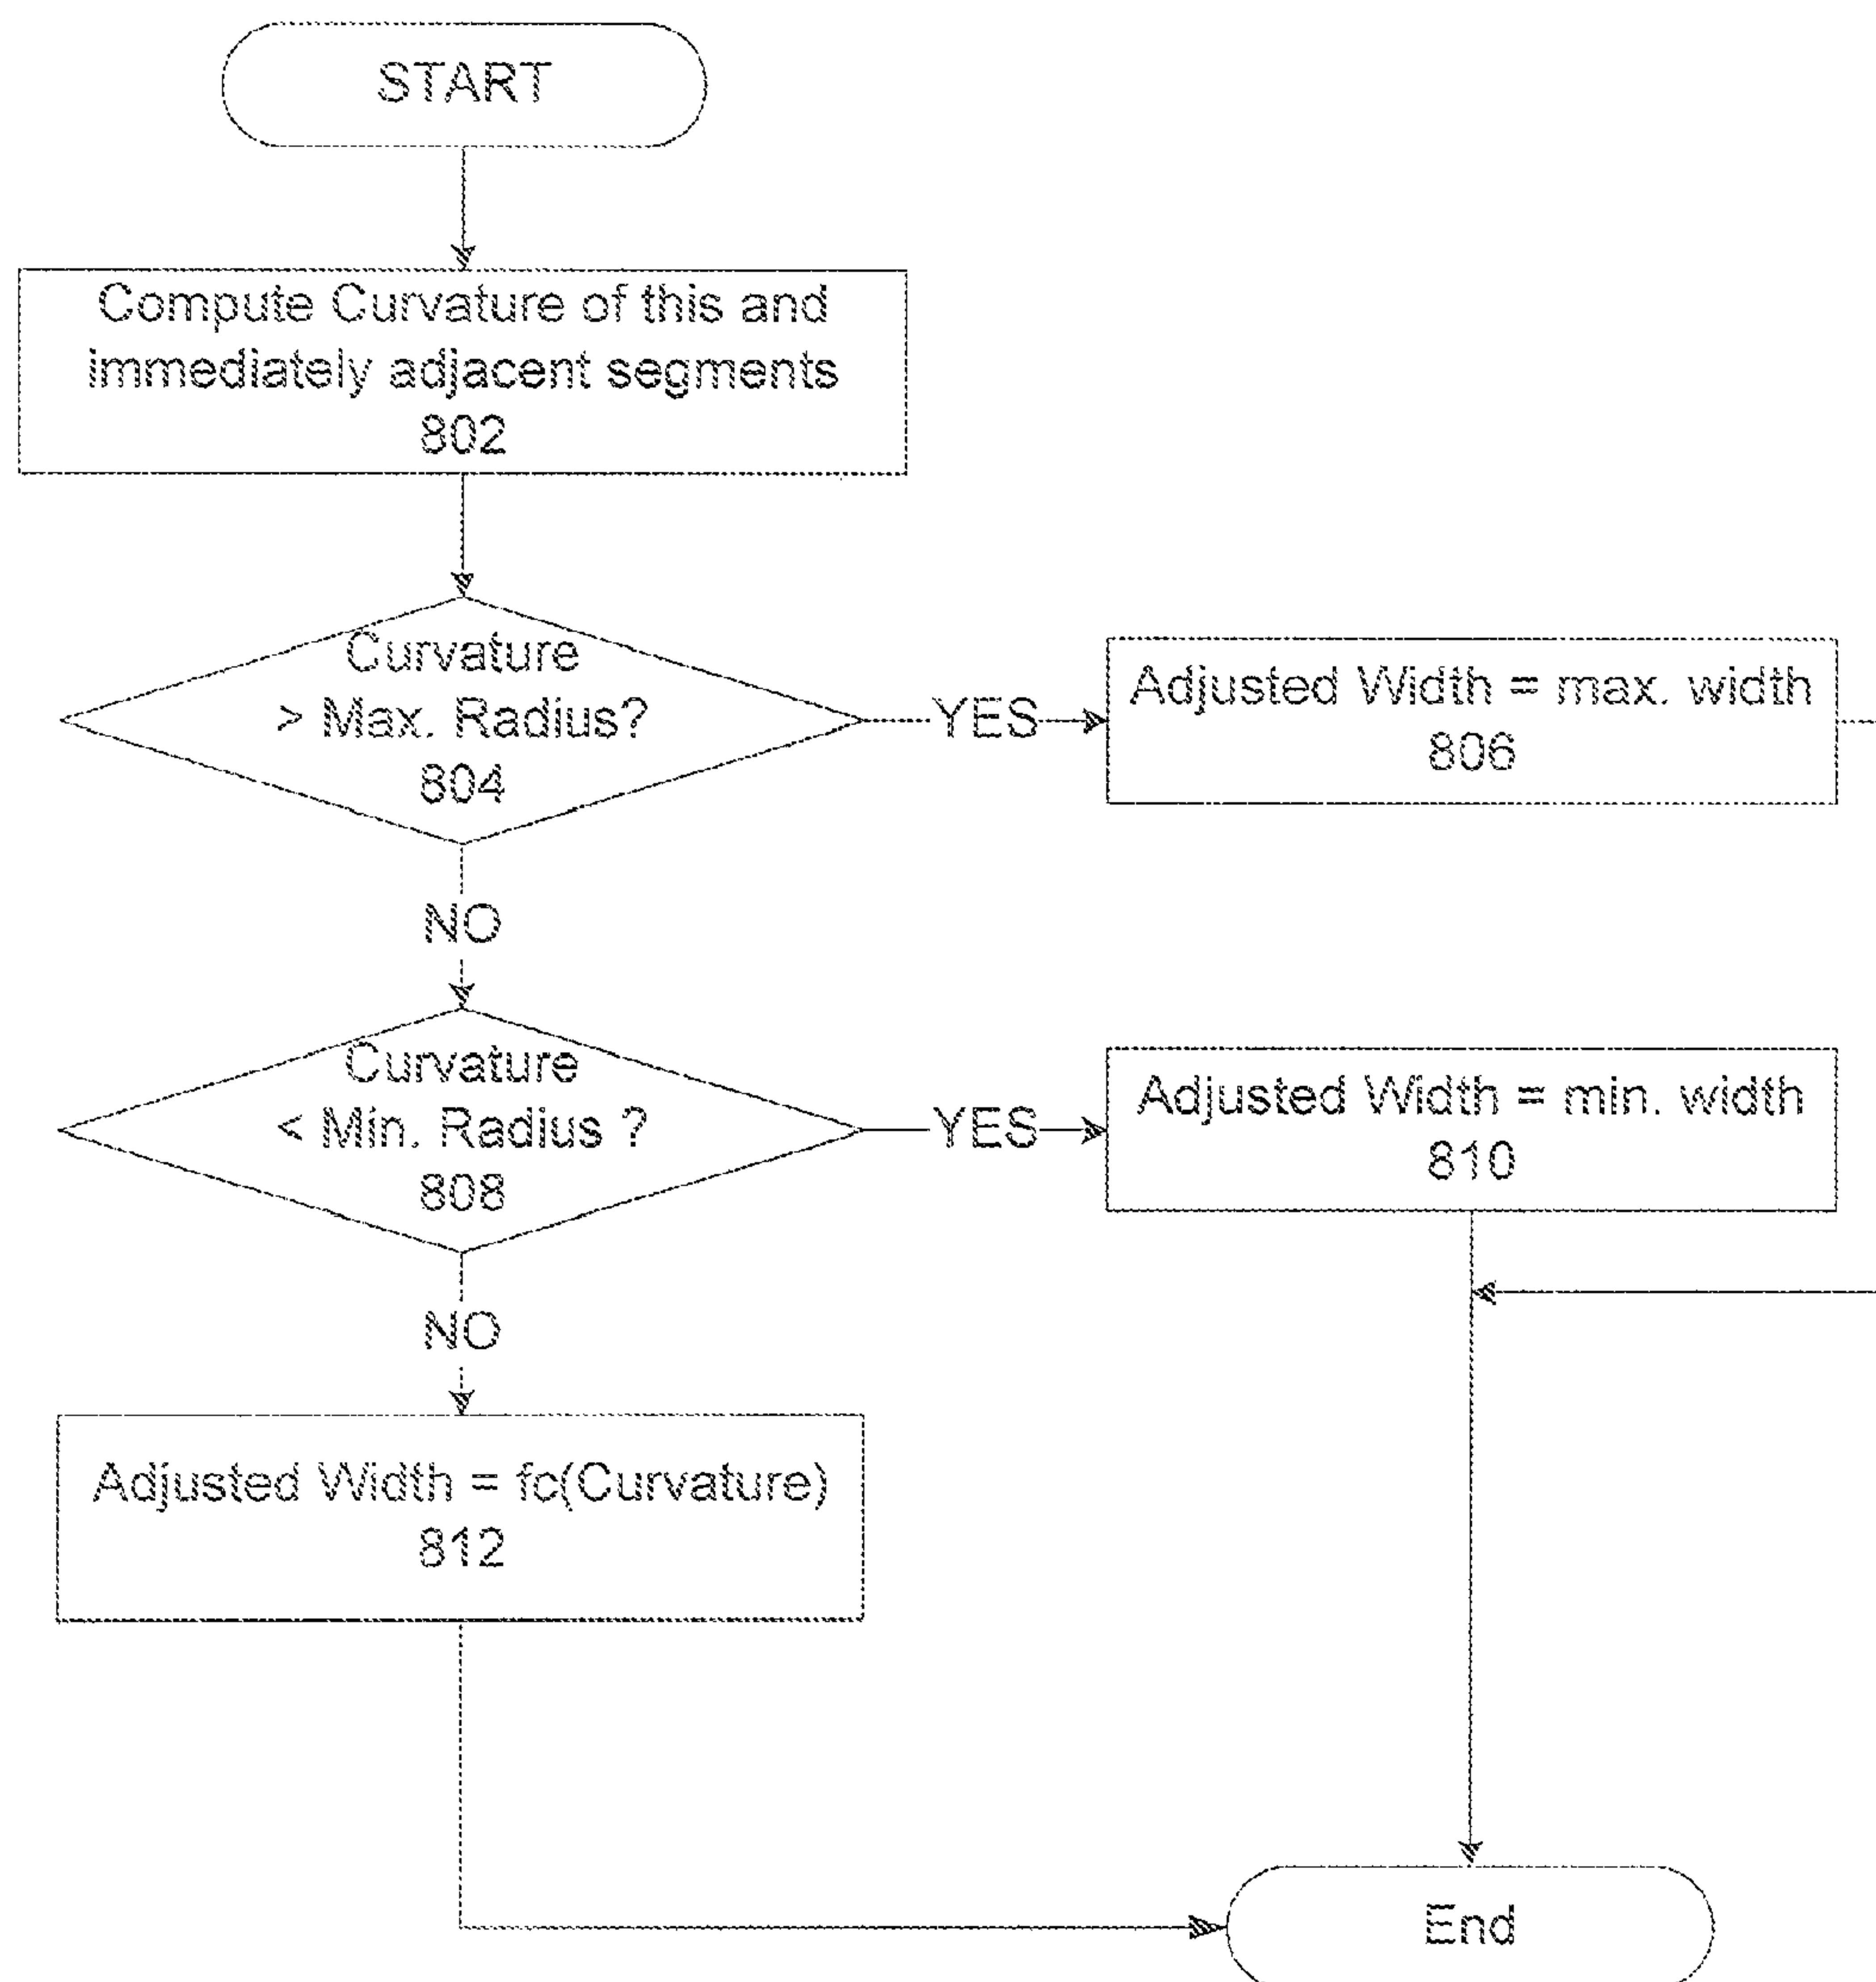 START
Compute Curvature of this and
immediately adjacent segments
802
Curvature
> Max. Radius?
804
YES
Adjusted Width = max. width
806
NO
Curvature
< Min. Radius ?
808
YES
Adjusted Width = min. width
810
NO
Adjusted Width = fc(Curvature)
812
End